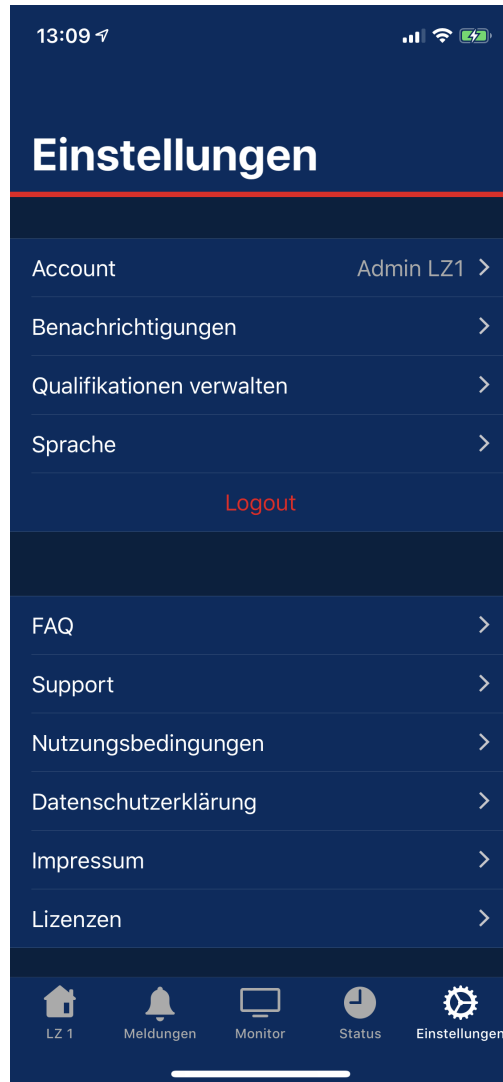 13:09
Einstellungen
Account Admin LZ1
Benachrichtigungen
Qualifikationen verwalten
Sprache
Logout
FAQ
Support
Nutzungsbedingungen
Datenschutzerklärung
Impressum
Lizenzen
LZ 1 Meldungen Monitor Status Einstellungen